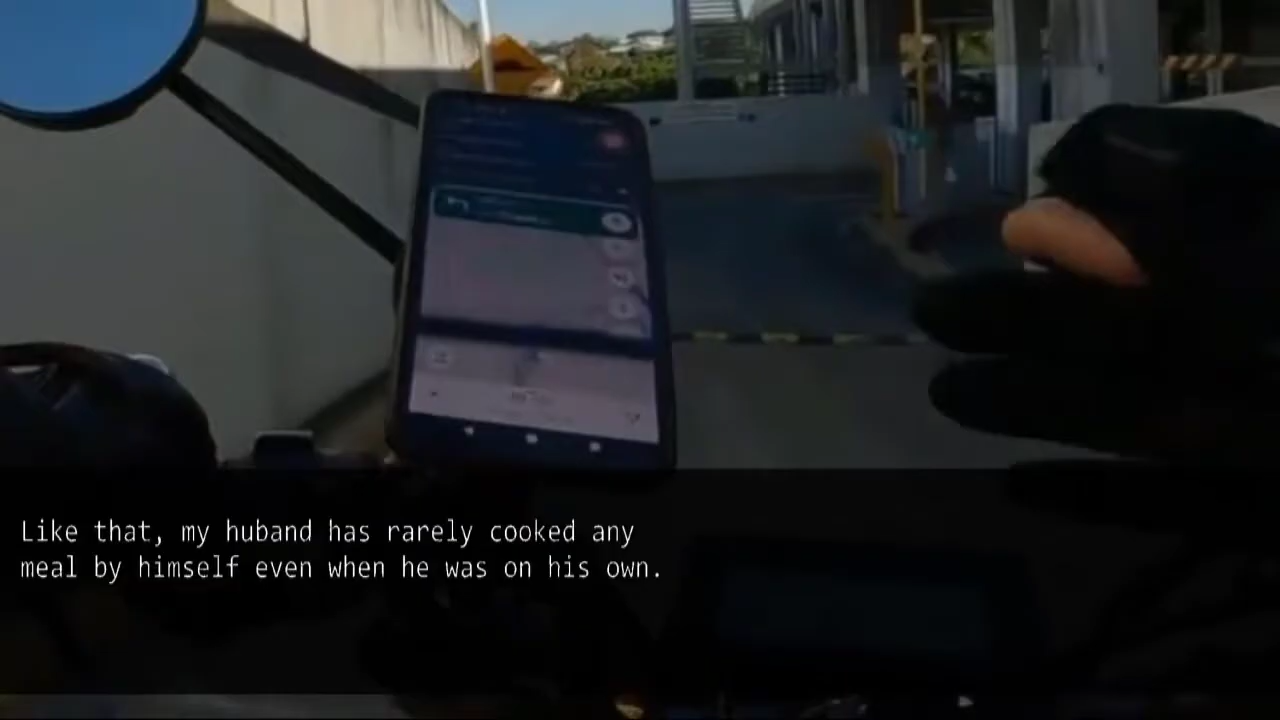 Like that, my huband has rarely cooked any
meal by himself even when he was on his own.